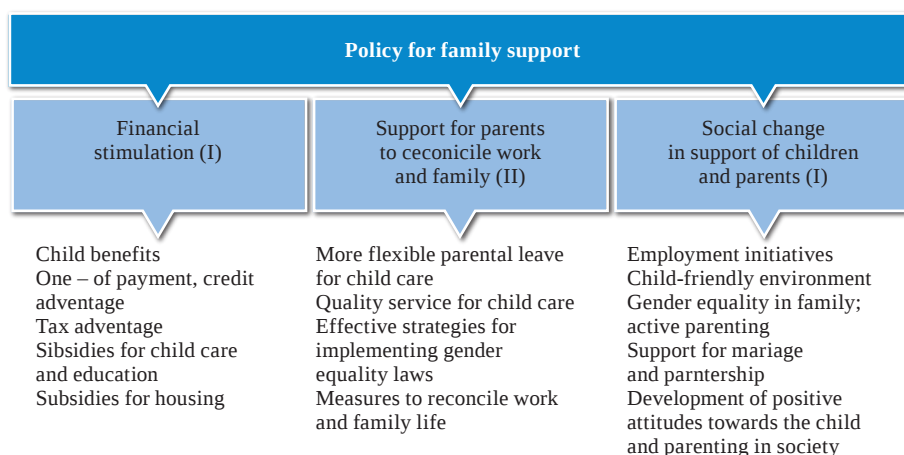 Policy for family support
Financial
stimulation (I)
Support for parents
to ceconicile work
and family (II)
Social change
in support of children
and parents (I)
Child benefits
One – of payment, credit
adventage
Tax adventage
Sibsidies for child care
and education
Subsidies for housing
More flexible parental leave
for child care
Quality service for child care
Effective strategies for
implementing gender
equality laws
Measures to reconcile work
and family life
Employment initiatives
Child-friendly environment
Gender equality in family;
active parenting
Support for mariage
and parntership
Development of positive
attitudes towards the child
and parenting in society